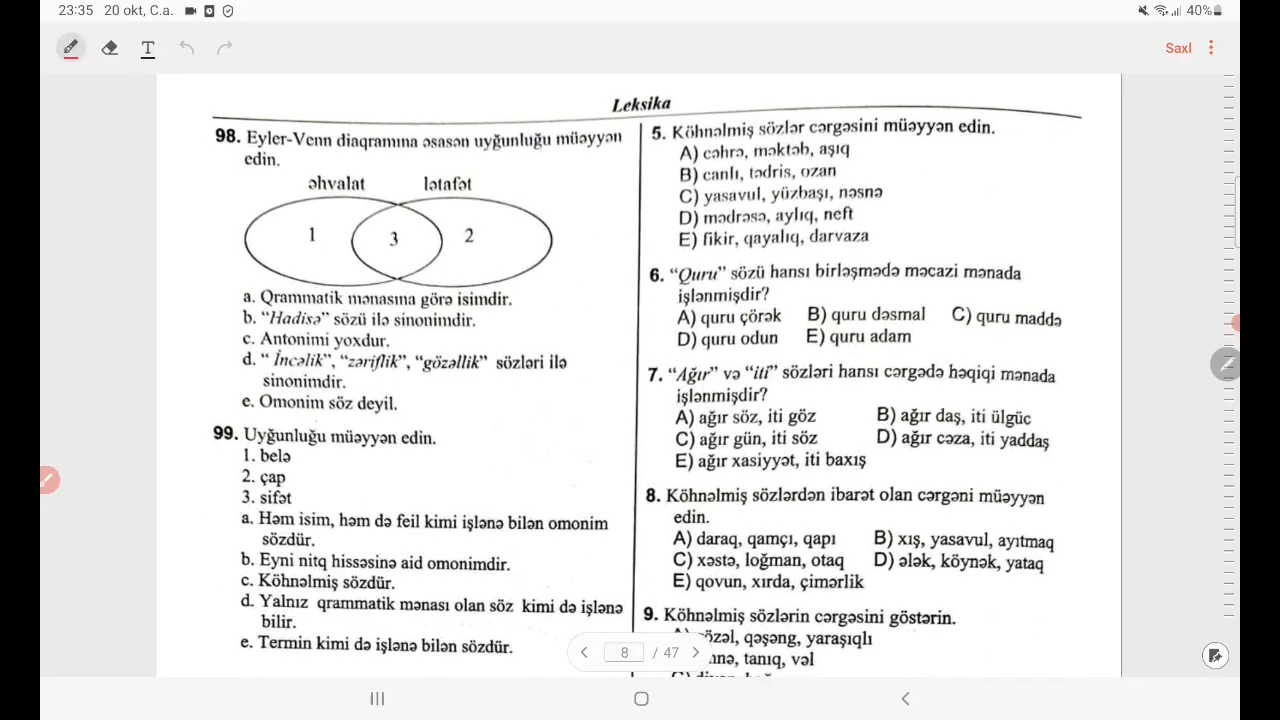 23:35 20 okt, C.a.
40%
T
Saxl
Leksika
98. Eyler-Venn diaqramına əsasən uyğunluğu müəyyən
edin.
əhvalat lətafət
1 3 2
a. Qrammatik mənasına görə isimdir.
b. “Hadisə” sözü ilə sinonimdir.
c. Antonimi yoxdur.
d. “ İncəlik”, “zəriflik”, “gözəllik” sözləri ilə
sinonimdir.
e. Omonim söz deyil.
99. Uyğunluğu müəyyən edin.
1. belə
2. çap
3. sifət
a. Həm isim, həm də feil kimi işlənə bilən omonim
sözdür.
b. Eyni nitq hissəsinə aid omonimdir.
c. Köhnəlmiş sözdür.
d. Yalnız qrammatik mənası olan söz kimi də işlənə
bilir.
e. Termin kimi də işlənə bilən sözdür.
5. Köhnəlmiş sözlər cərgəsini müəyyən edin.
A) cəhrə, məktəb, aşıq
B) canlı, tədris, ozan
C) yasavul, yüzbaşı, nəsnə
D) mədrəsə, aylıq, neft
E) fikir, qayalıq, darvaza
6. “Quru” sözü hansı birləşmədə məcazi mənada
işlənmişdir?
A) quru çörək B) quru dəsmal C) quru maddə
D) quru odun E) quru adam
7. “Ağır” və “iti” sözləri hansı cərgədə həqiqi mənada
işlənmişdir?
A) ağır söz, iti göz B) ağır daş, iti ülgüc
C) ağır gün, iti söz D) ağır cəza, iti yaddaş
E) ağır xasiyyət, iti baxış
8. Köhnəlmiş sözlərdən ibarət olan cərgəni müəyyən
edin.
A) daraq, qamçı, qapı B) xış, yasavul, ayıtmaq
C) xəstə, loğman, otaq D) ələk, köynək, yataq
E) qovun, xırda, çimərlik
9. Köhnəlmiş sözlərin cərgəsini göstərin.
özəl, qəşəng, yaraşıqlı
tanıq, vəl
8 / 47